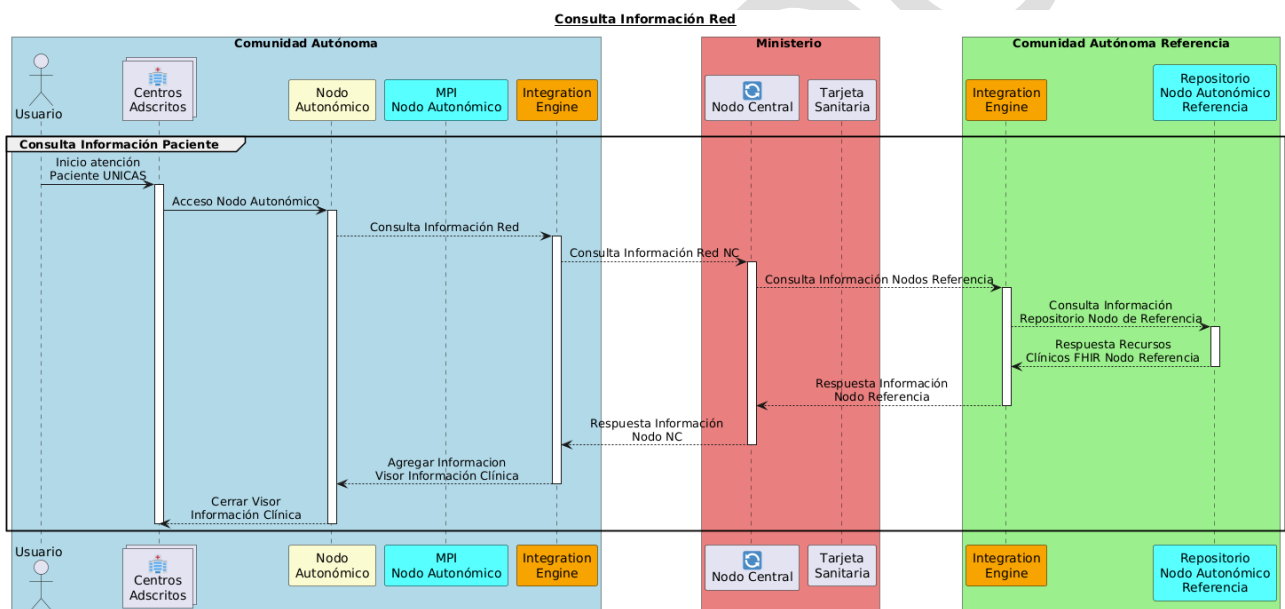 Consulta Información Red
Comunidad Autónoma
Ministerio
Comunidad Autónoma Referencia
Usuario
Centros
Adscritos
Nodo
Autonómico
MPI
Nodo Autonómico
Integration
Engine
Nodo Central
Tarjeta
Sanitaria
Integration
Engine
Repositorio
Nodo Autonómico
Referencia
Consulta Información Paciente
Inicio atención
Paciente UNICAS
Acceso Nodo Autonómico
Consulta Información Red
Consulta Información Red NC
Consulta Información Nodos Referencia
Consulta Información
Repositorio Nodo de Referencia
Respuesta Recursos
Clínicos FHIR Nodo Referencia
Respuesta Información
Nodo Referencia
Respuesta Información
Nodo NC
Agregar Informacion
Visor Información Clínica
Cerrar Visor
Información Clínica
Usuario
Centros
Adscritos
Nodo
Autonómico
MPI
Nodo Autonómico
Integration
Engine
Nodo Central
Tarjeta
Sanitaria
Integration
Engine
Repositorio
Nodo Autonómico
Referencia